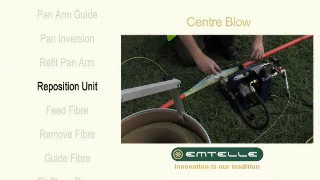 Pan Arm Guide
Centre Blow
Pan Inversion
Refit Pan Arm
Reposition Unit
Feed Fibre
Remove Fibre
Guide Fibre
EMTELLE
Innovation is our tradition